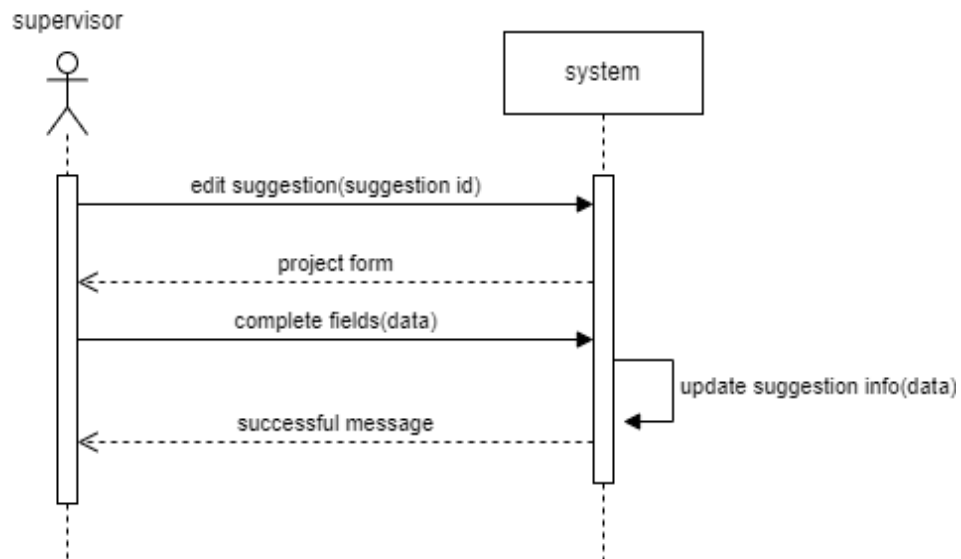 supervisor
system
edit suggestion(suggestion id)
project form
complete fields(data)
update suggestion info(data)
successful message